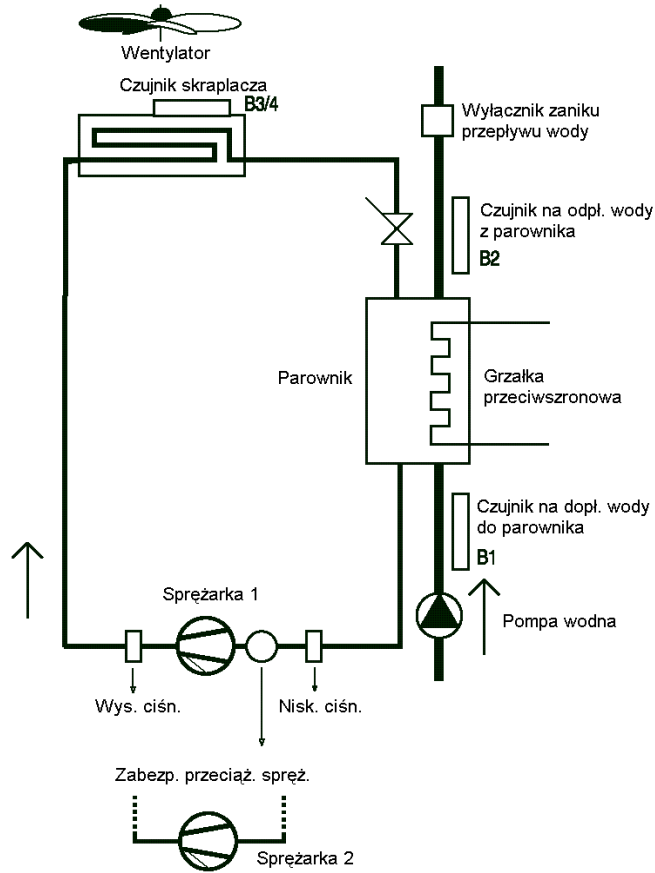 Wentylator
Czujnik skraplacza
B3/4
Wyłącznik zaniku
przepływu wody
Czujnik na odpł. wody
z parownika
B2
Parownik
Grzałka
przeciwszronowa
Czujnik na dopł. wody
do parownika
B1
Sprężarka 1
Pompa wodna
Wys. ciśn.
Nisk. ciśn.
Zabezp. przeciąż. spręż.
Sprężarka 2